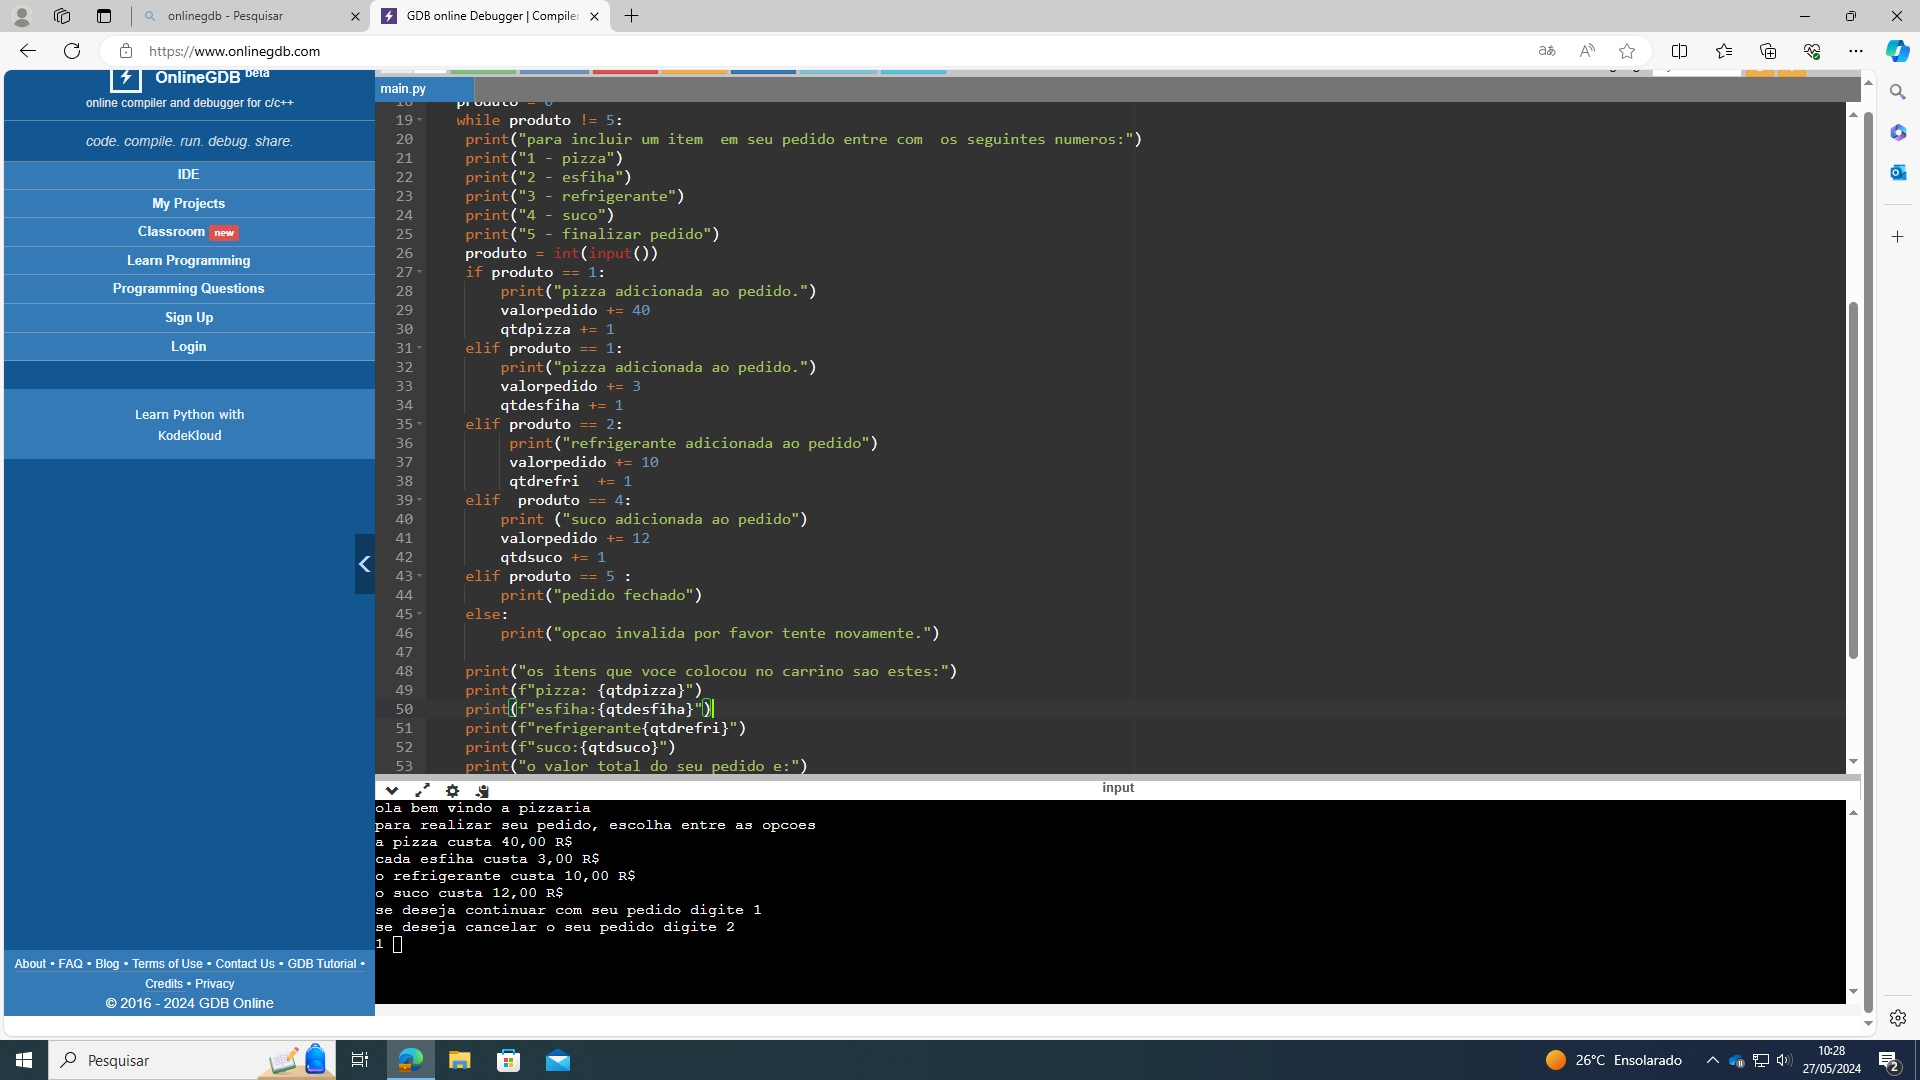 onlinegdb - Pesquisar
GDB online Debugger | Compiler
https://www.onlinegdb.com
OnlineGDB beta
online compiler and debugger for c/c++
code. compile. run. debug. share.
IDE
My Projects
Classroom new
Learn Programming
Programming Questions
Sign Up
Login
Learn Python with
KodeKloud
About • FAQ • Blog • Terms of Use • Contact Us • GDB Tutorial •
Credits • Privacy
© 2016 - 2024 GDB Online
main.py
18 produto = 0
19 while produto != 5:
20 print("para incluir um item  em seu pedido entre com  os seguintes numeros:")
21 print("1 - pizza")
22 print("2 - esfiha")
23 print("3 - refrigerante")
24 print("4 - suco")
25 print("5 - finalizar pedido")
26 produto = int(input())
27 if produto == 1:
28 print("pizza adicionada ao pedido.")
29 valorpedido += 40
30 qtdpizza += 1
31 elif produto == 1:
32 print("pizza adicionada ao pedido.")
33 valorpedido += 3
34 qtdesfiha += 1
35 elif produto == 2:
36 print("refrigerante adicionada ao pedido")
37 valorpedido += 10
38 qtdrefri  += 1
39 elif  produto == 4:
40 print ("suco adicionada ao pedido")
41 valorpedido += 12
42 qtdsuco += 1
43 elif produto == 5 :
44 print("pedido fechado")
45 else:
46 print("opcao invalida por favor tente novamente.")
47
48 print("os itens que voce colocou no carrino sao estes:")
49 print(f"pizza: {qtdpizza}")
50 print(f"esfiha:{qtdesfiha}")
51 print(f"refrigerante{qtdrefri}")
52 print(f"suco:{qtdsuco}")
53 print("o valor total do seu pedido e:")
input
ola bem vindo a pizzaria
para realizar seu pedido, escolha entre as opcoes
a pizza custa 40,00 R$
cada esfiha custa 3,00 R$
o refrigerante custa 10,00 R$
o suco custa 12,00 R$
se deseja continuar com seu pedido digite 1
se deseja cancelar o seu pedido digite 2
1
Pesquisar
26°C Ensolarado
10:28
27/05/2024
2